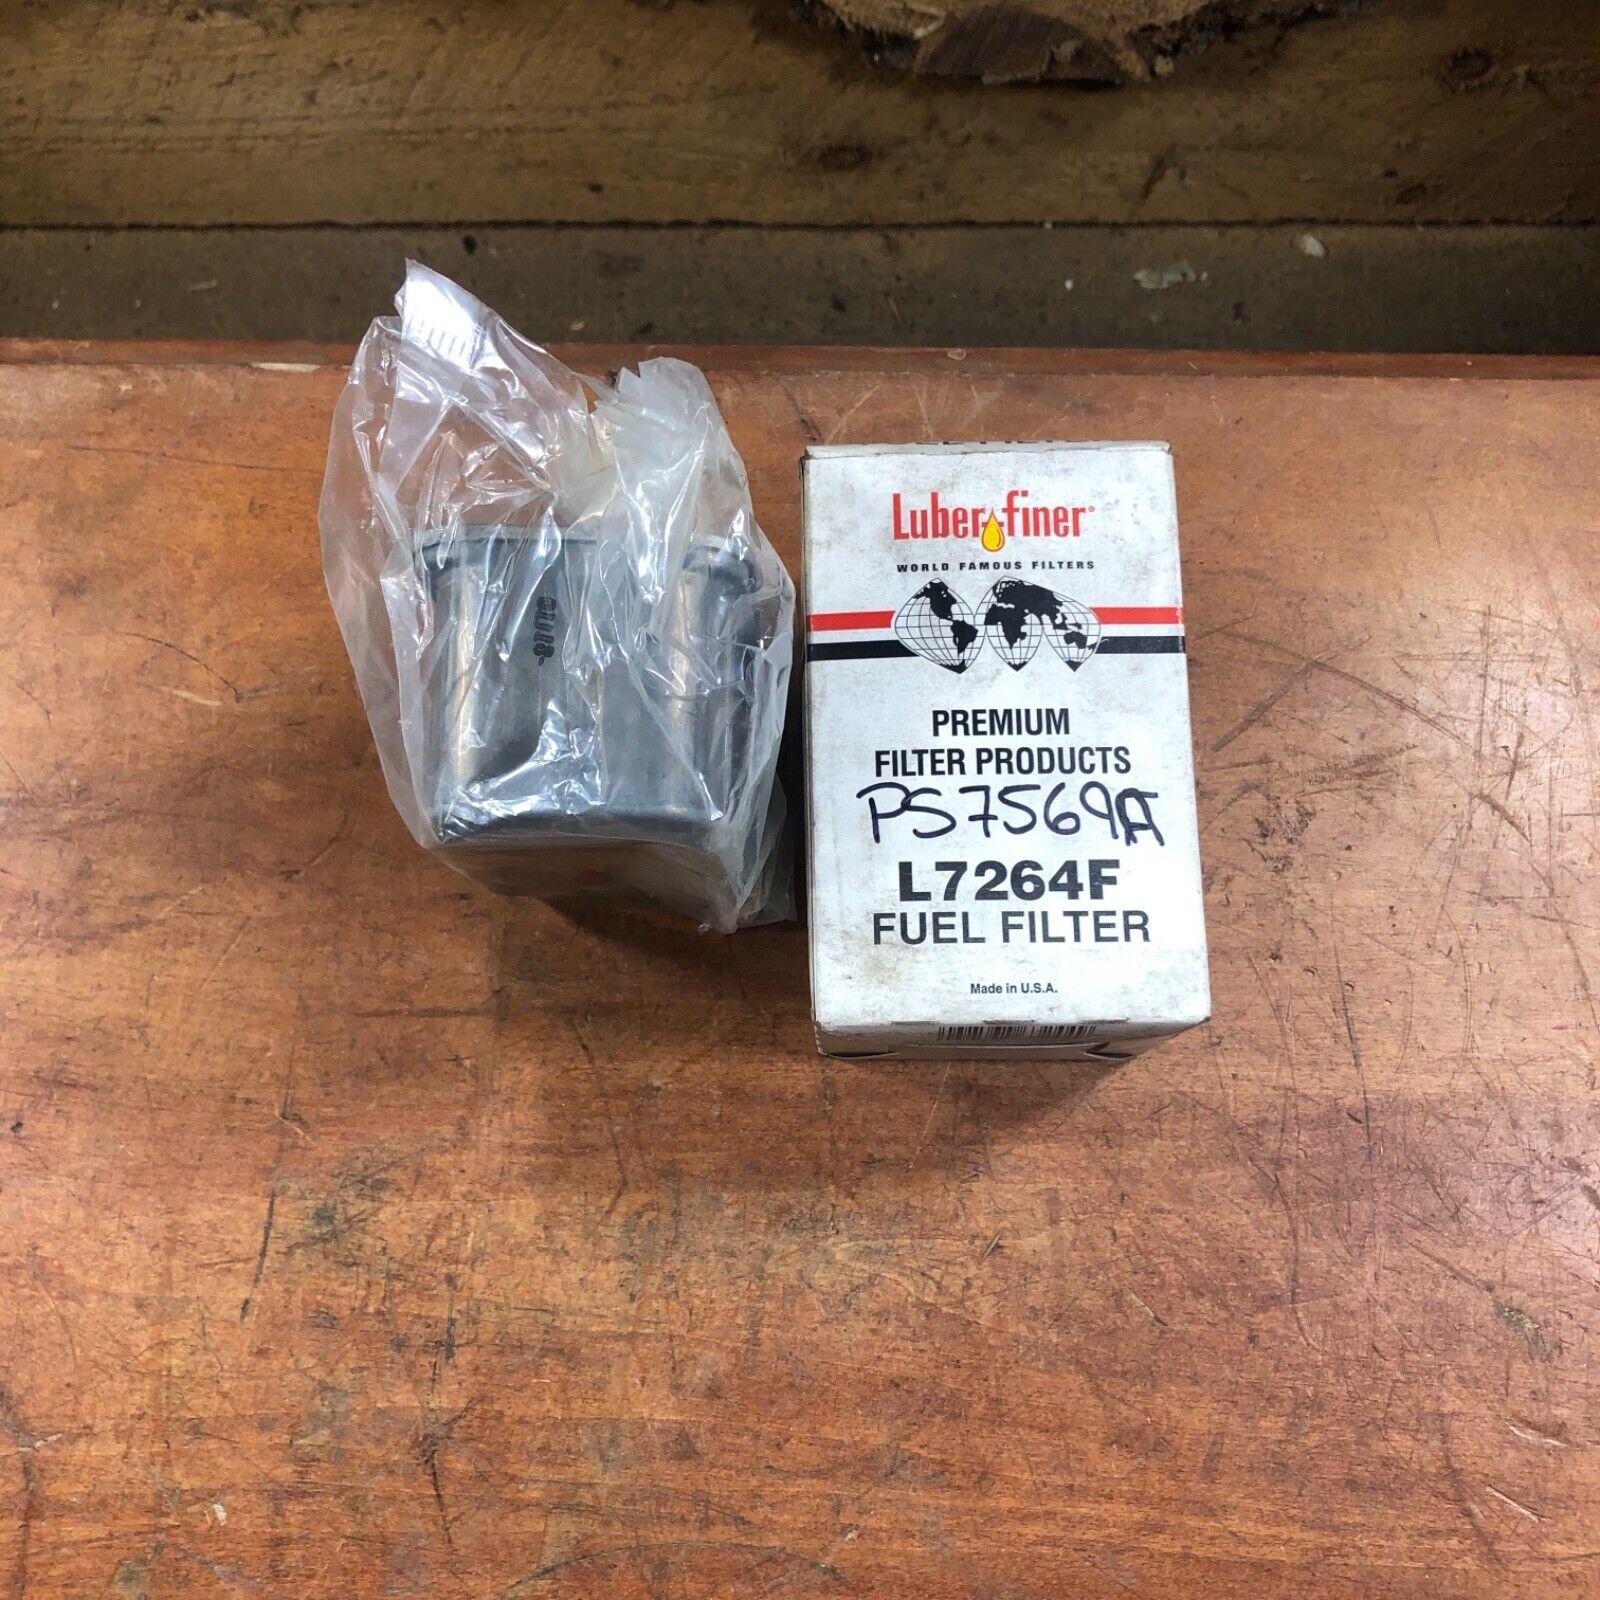 Luber-finer®
WORLD FAMOUS FILTERS
PREMIUM
FILTER PRODUCTS
PS7569A
L7264F
FUEL FILTER
Made in U.S.A.